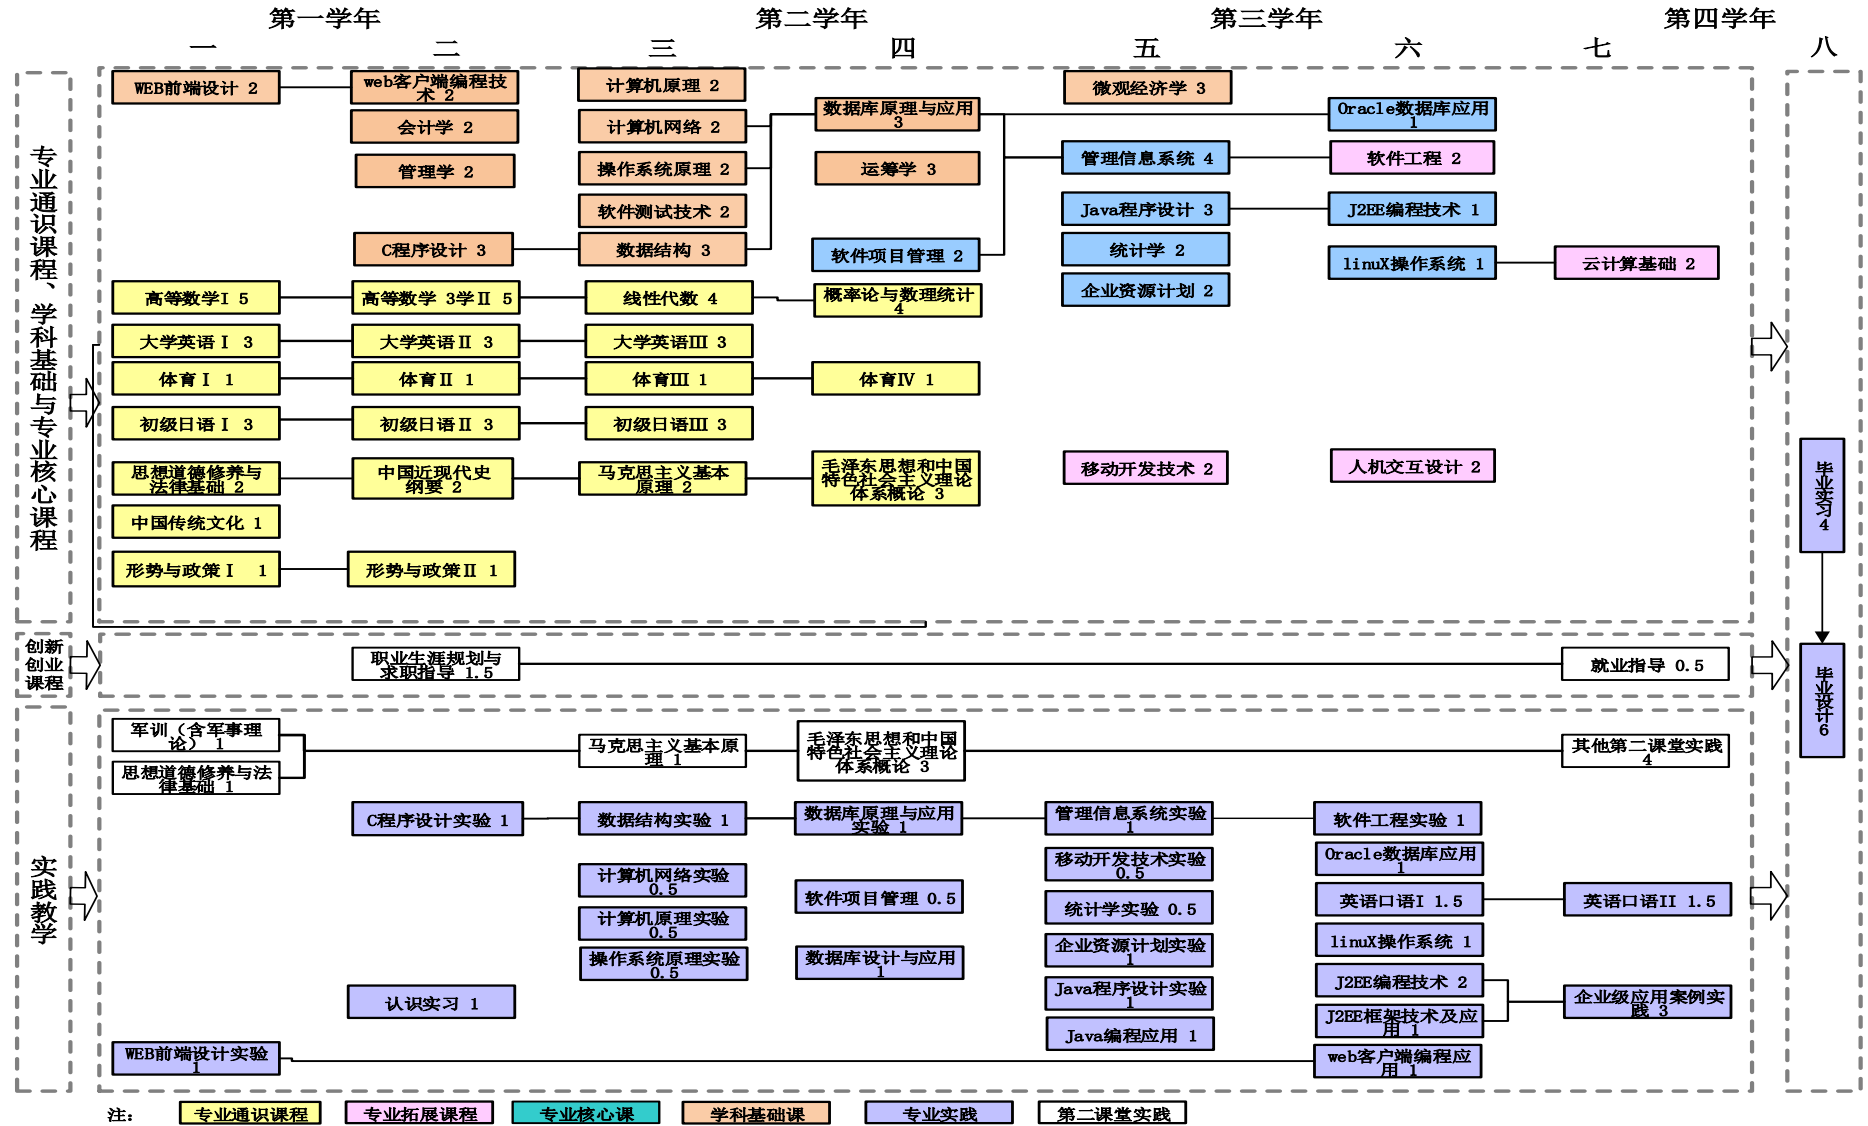 第一学年
第二学年
第三学年
第四学年
一
二
三
四
五
六
七
八
专业通识课程、学科基础与专业核心课程
WEB前端设计 2
web客户端编程技
术 2
计算机原理 2
微观经济学 3
会计学 2
计算机网络 2
数据库原理与应用
3
Oracle数据库应用
1
管理学 2
操作系统原理 2
运筹学 3
管理信息系统 4
软件工程 2
软件测试技术 2
Java程序设计 3
J2EE编程技术 1
C程序设计 3
数据结构 3
软件项目管理 2
统计学 2
linuX操作系统 1
云计算基础 2
企业资源计划 2
高等数学I 5
高等数学 3学II 5
线性代数 4
概率论与数理统计
4
大学英语Ⅰ 3
大学英语Ⅱ 3
大学英语Ⅲ 3
体育Ⅰ 1
体育Ⅱ 1
体育Ⅲ 1
体育Ⅳ 1
初级日语Ⅰ 3
初级日语Ⅱ 3
初级日语Ⅲ 3
思想道德修养与
法律基础 2
中国近现代史
纲要 2
马克思主义基本
原理 2
毛泽东思想和中国
特色社会主义理论
体系概论 3
移动开发技术 2
人机交互设计 2
中国传统文化 1
形势与政策Ⅰ 1
形势与政策Ⅱ 1
毕业实习4
创新
创业
课程
职业生涯规划与
求职指导 1.5
就业指导 0.5
毕业设计6
实践教学
军训（含军事理
论） 1
思想道德修养与法
律基础 1
马克思主义基本原
理 1
毛泽东思想和中国
特色社会主义理论
体系概论 3
其他第二课堂实践
4
C程序设计实验 1
数据结构实验 1
数据库原理与应用
实验 1
管理信息系统实验
1
软件工程实验 1
计算机网络实验
0.5
移动开发技术实验
0.5
Oracle数据库应用
1
软件项目管理 0.5
统计学实验 0.5
英语口语I 1.5
英语口语II 1.5
计算机原理实验
0.5
企业资源计划实验
1
linuX操作系统 1
操作系统原理实验
0.5
数据库设计与应用
1
Java程序设计实验
1
J2EE编程技术 2
认识实习 1
企业级应用案例实
践 3
Java编程应用 1
J2EE框架技术及应
用 1
WEB前端设计实验
1
web客户端编程应
用 1
注：
专业通识课程
专业拓展课程
专业核心课
学科基础课
专业实践
第二课堂实践